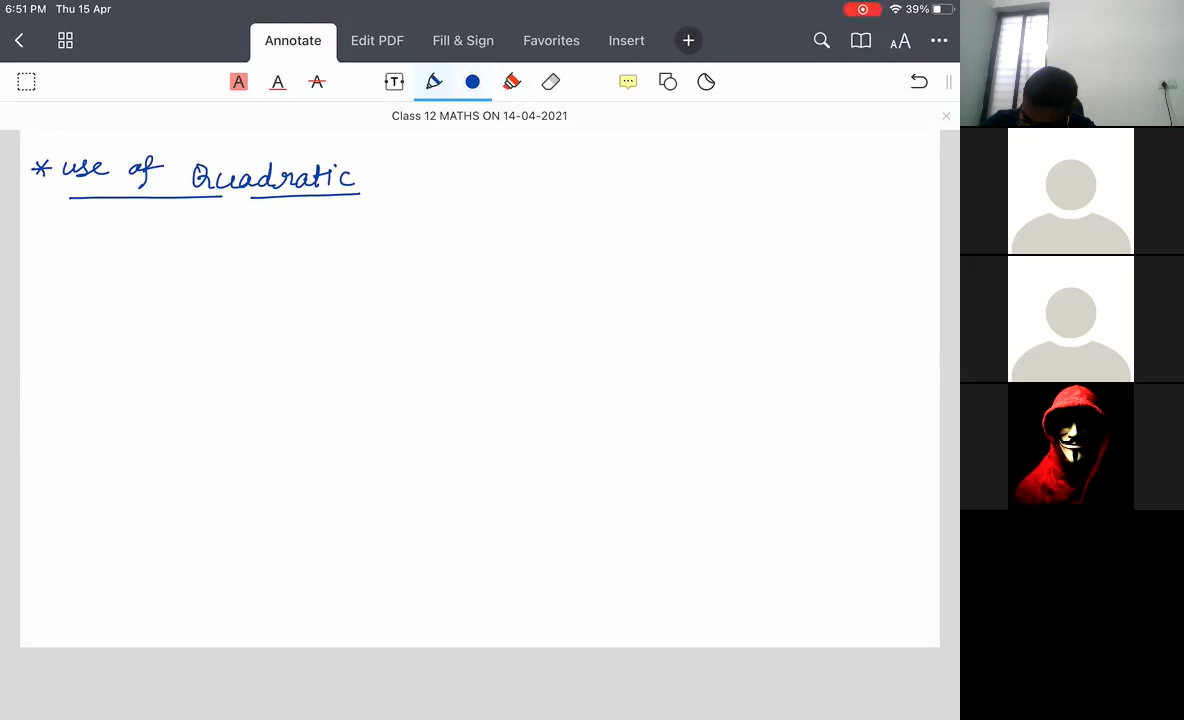 6:51 PM Thu 15 Apr 39%
Annotate Edit PDF Fill & Sign Favorites Insert
Class 12 MATHS ON 14-04-2021
* use of Quadratic